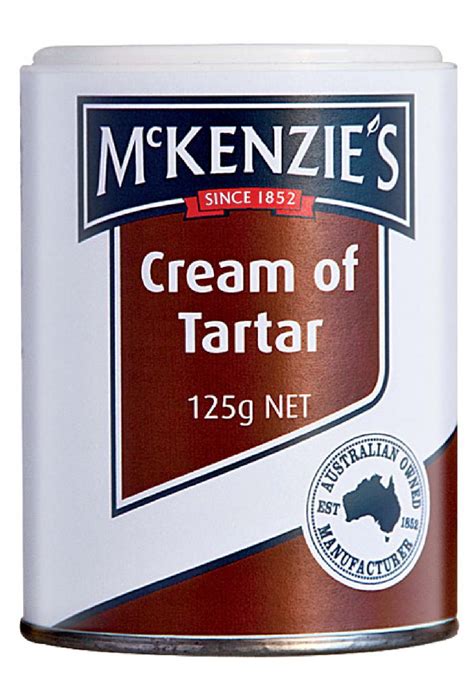 McKENZIE'S
SINCE 1852
Cream of
Tartar
125g NET
AUSTRALIAN OWNED
EST 1852
MANUFACTURER